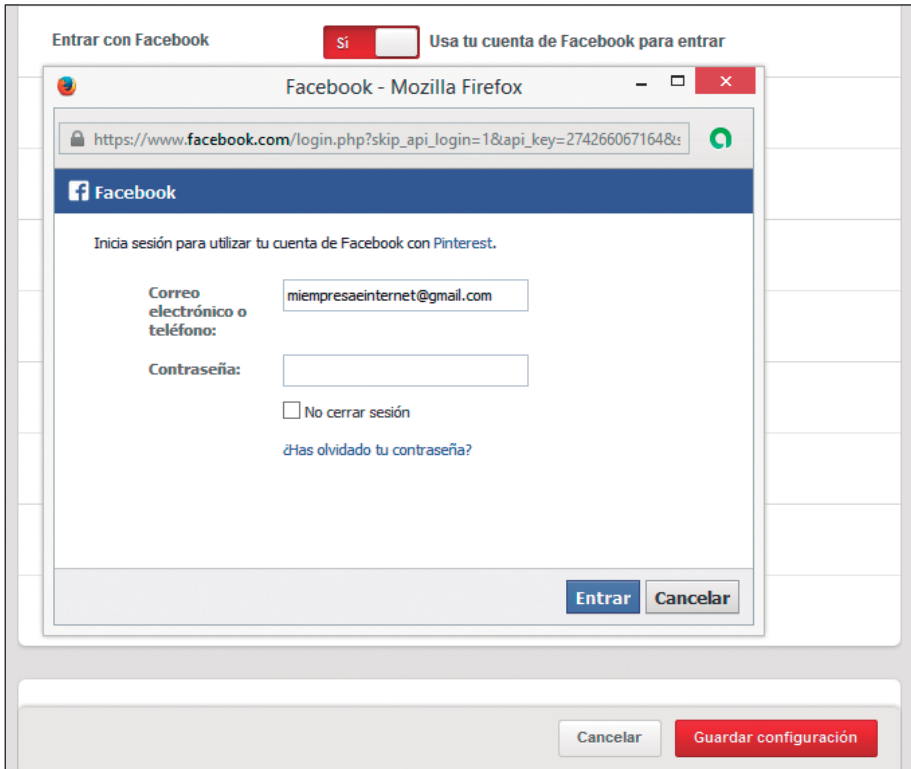 Entrar con Facebook
Sí
Usa tu cuenta de Facebook para entrar
Facebook - Mozilla Firefox
https://www.facebook.com/login.php?skip_api_login=1&api_key=274266067164&s
Facebook
Inicia sesión para utilizar tu cuenta de Facebook con Pinterest.
Correo
electrónico o
teléfono:
miempresaeinternet@gmail.com
Contraseña:
No cerrar sesión
¿Has olvidado tu contraseña?
Entrar
Cancelar
Cancelar
Guardar configuración